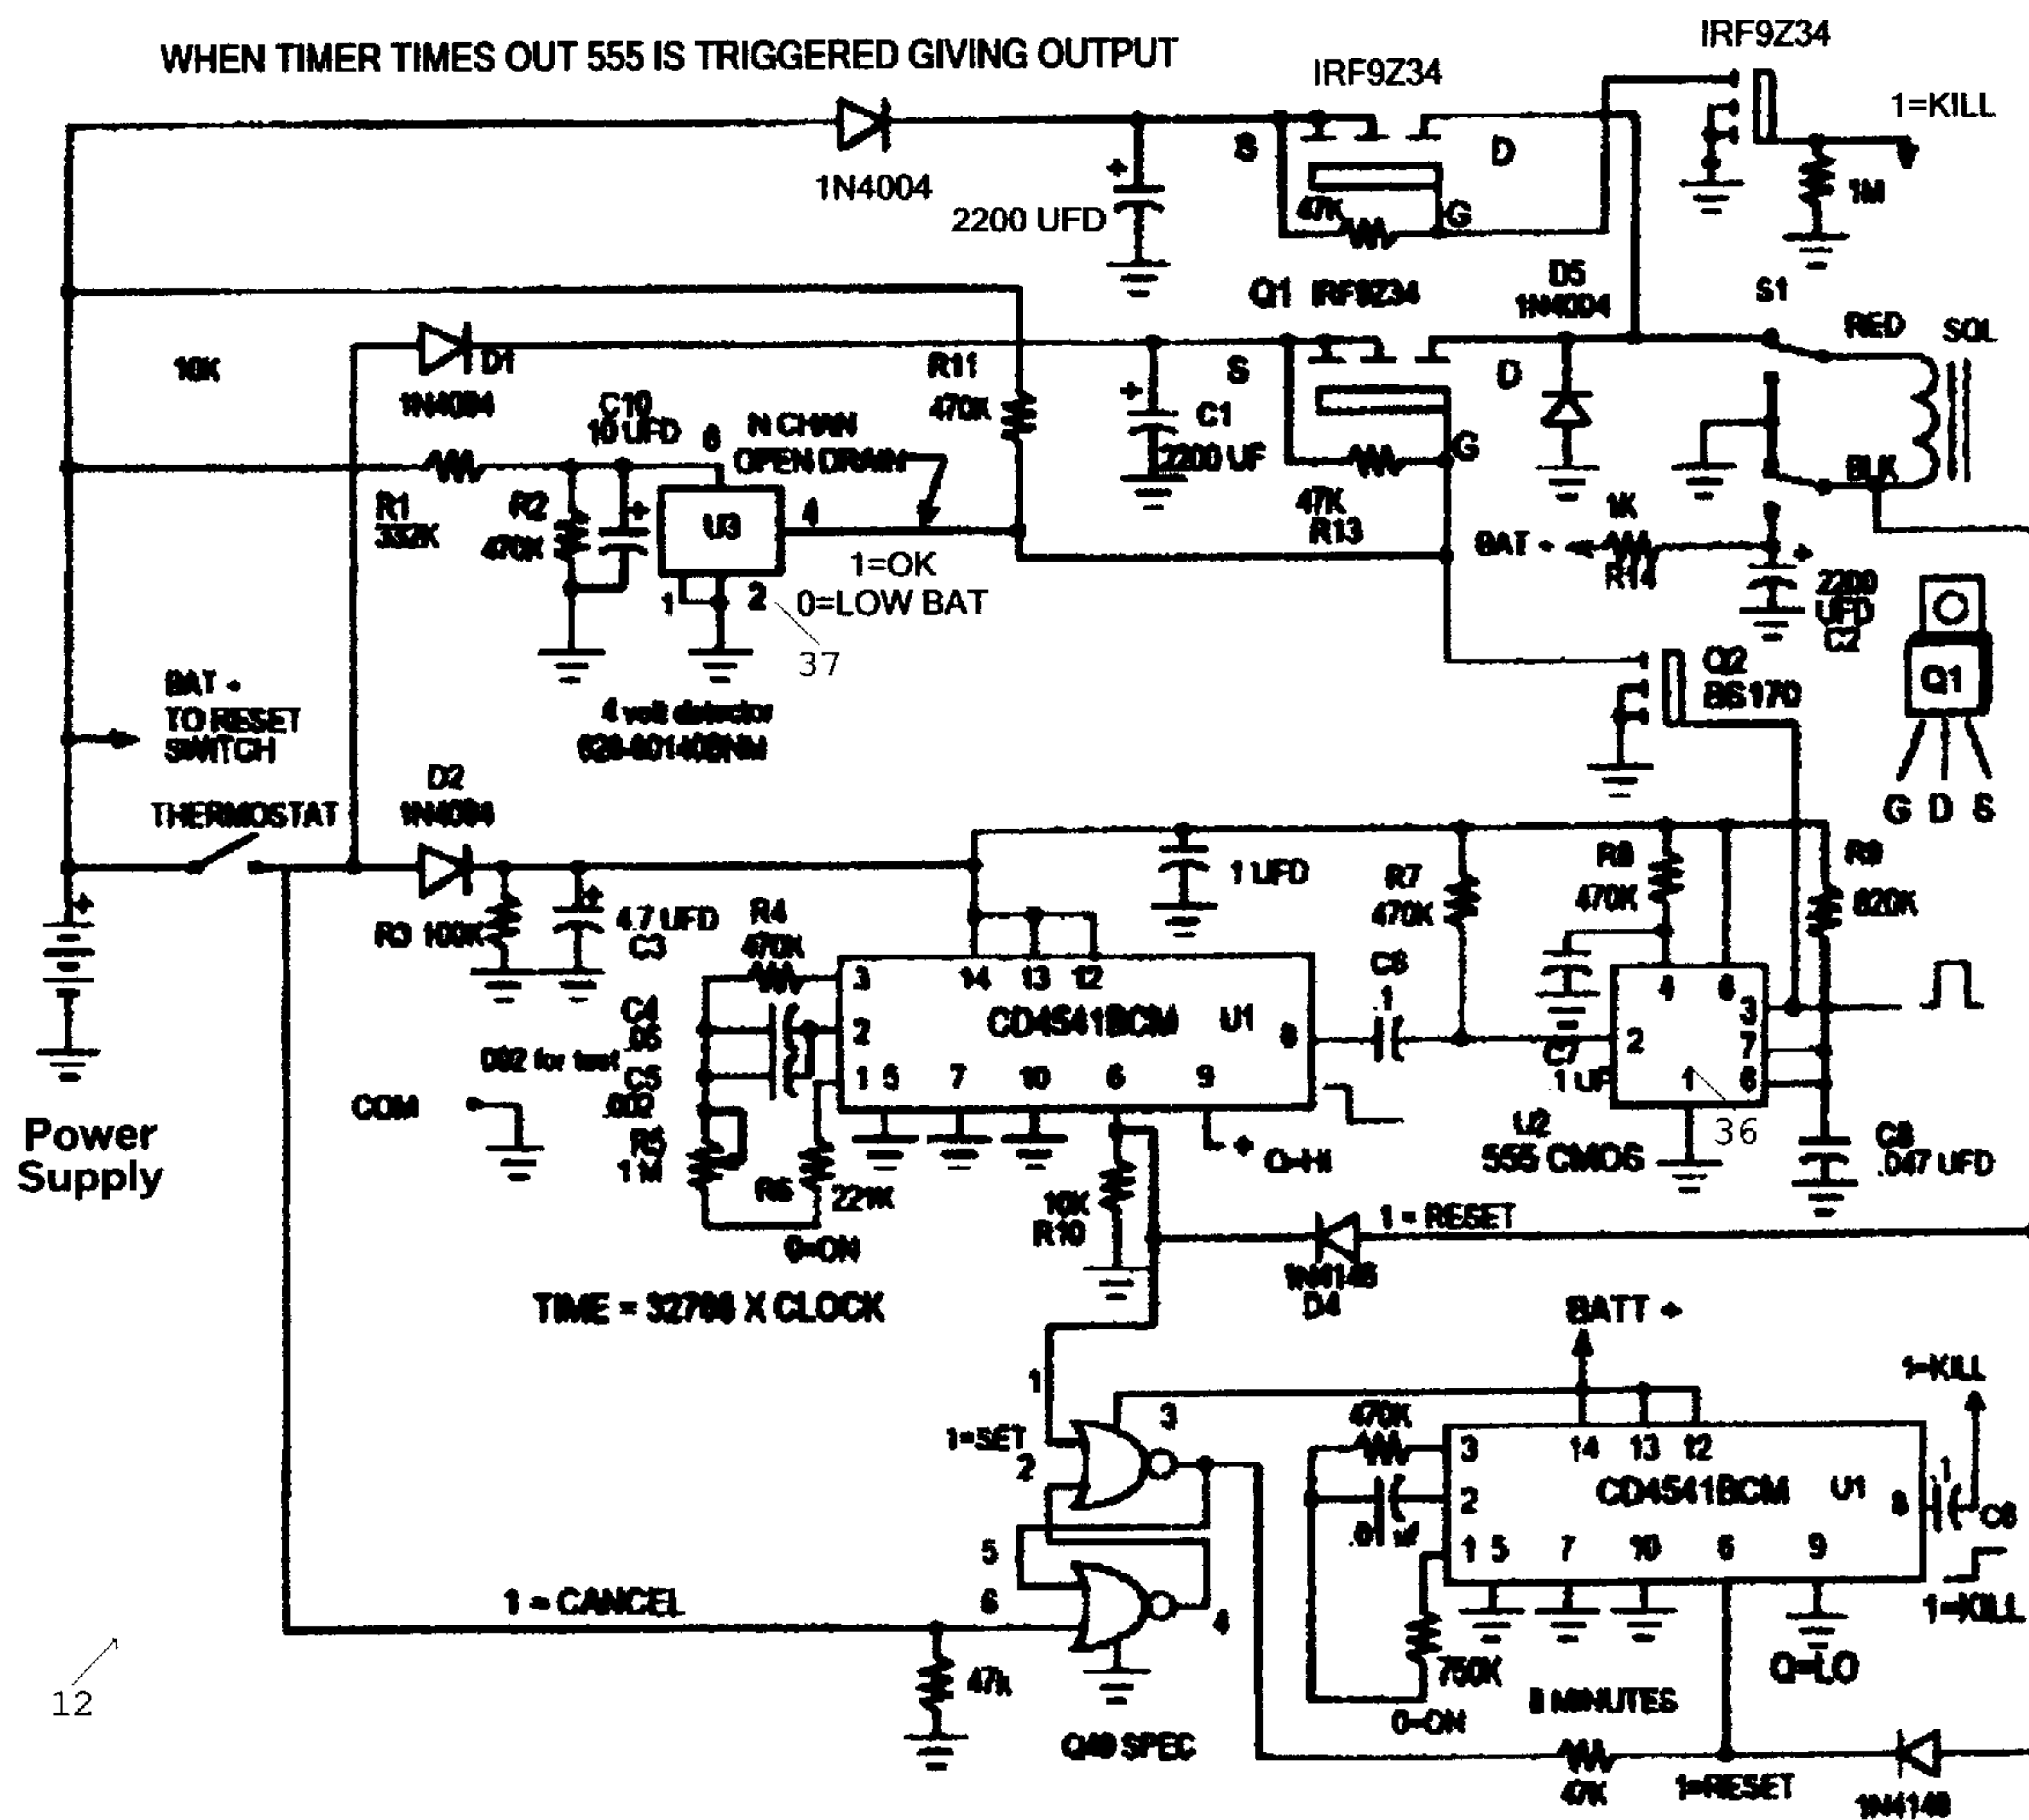 WHEN TIMER TIMES OUT 555 IS TRIGGERED GIVING OUTPUT
IRF9Z34
IRF9Z34
1=KILL
1N4004
2200 UFD
+
S
D
47K
G
1M
Q1 IRF9Z34
D5
1N4004
S1
RED
SOL
10K
D1
1N4004
C10
10 UFD
N CHAN
OPEN DRAIN
R11
470K
+
C1
2200 UF
S
D
G
47K
R13
BLK
R1
332K
R2
470K
+
U3
4
1
2
1=OK
0=LOW BAT
37
1K
BAT +
R14
+
2200
UFD
C2
Q2
BS170
Q1
G D S
4 volt detector
BAT +
TO RESET
SWITCH
THERMOSTAT
D2
1N4004
+
R3 100K
+
4.7 UFD
C3
R4
470K
1 UFD
R7
470K
R8
470K
R9
820K
3
14
13
12
CD4541BCM
U1
2
1
5
7
10
6
9
8
C4
C5
R5
1 M
R6
221K
0=ON
C6
.1
C7
.1 UF
4
8
2
3
7
6
1
36
U2
555 CMOS
C8
.047 UFD
COM
Power
Supply
+
Q=HI
10K
R10
1 = RESET
1N4148
D4
TIME = 32768 X CLOCK
BATT +
1=KILL
1
1=SET
2
3
470K
3
14
13
12
CD4541BCM
U1
2
8
.1
C6
1
5
7
10
6
9
5
6
4
1 = CANCEL
1=KILL
47k
750K
Q=LO
8 MINUTES
0=ON
12
47K
1=RESET
1N4148